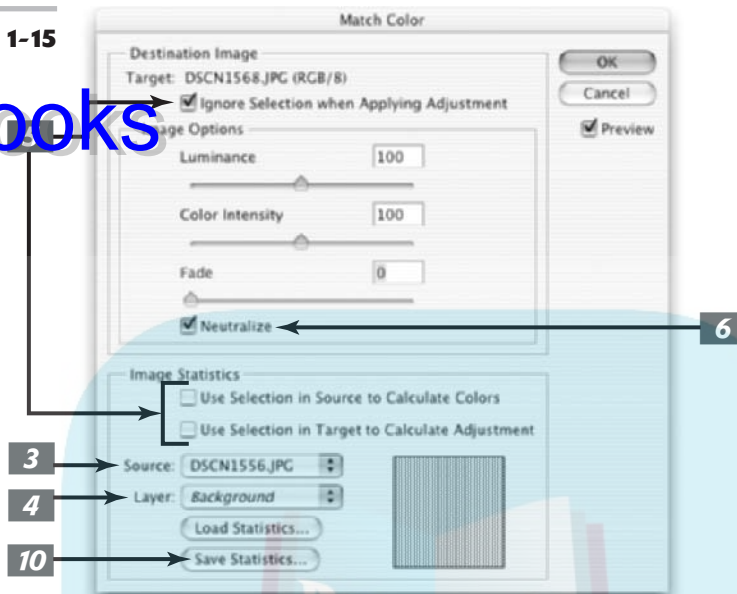 Match Color
1-15
Destination Image
Target: DSCN1568.JPG (RGB/8)
Ignore Selection when Applying Adjustment
OK
Cancel
Preview
ooks
age Options
Luminance
100
Color Intensity
100
Fade
0
Neutralize
6
Image Statistics
Use Selection in Source to Calculate Colors
Use Selection in Target to Calculate Adjustment
3
Source: DSCN1556.JPG
4
Layer: Background
Load Statistics...
10
Save Statistics...